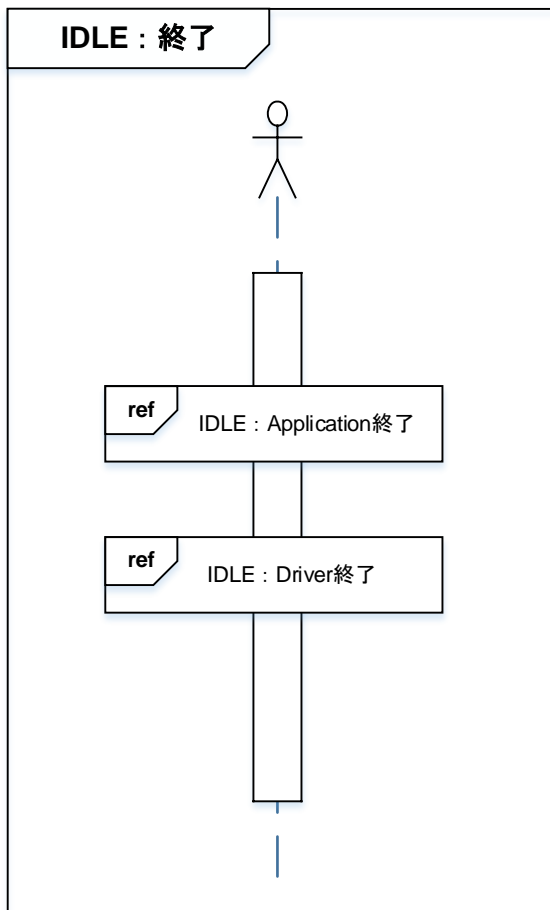 IDLE：終了
ref
IDLE：Application終了
ref
IDLE：Driver終了